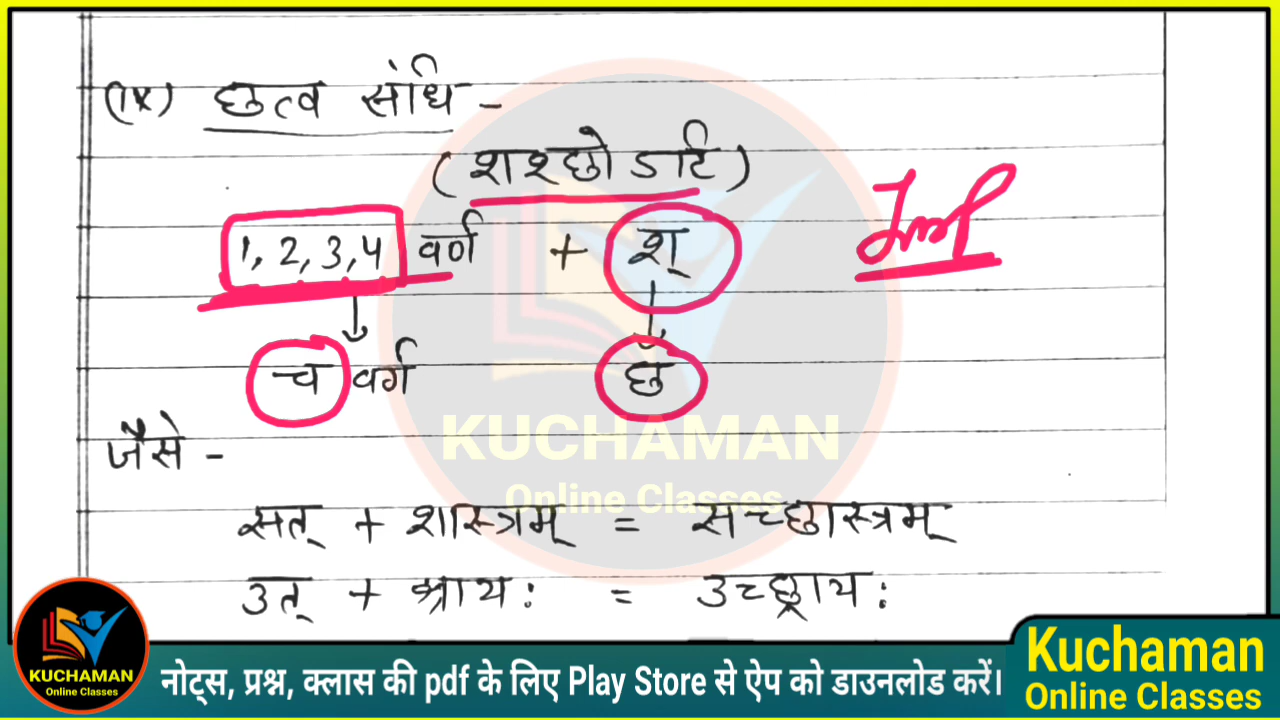 (ix) छत्व संधि -
(शश्छोऽटि)
1, 2, 3, 4 वर्ण + श्
↓ ↓
च वर्ग छ
जैसे -
सत् + शास्त्रम् = सच्छास्त्रम्
उत् + श्रायः = उच्छ्रायः
Imp
KUCHAMAN
Online Classes
KUCHAMAN
Online Classes
नोट्स, प्रश्न, क्लास की pdf के लिए Play Store से ऐप को डाउनलोड करें।
Kuchaman
Online Classes